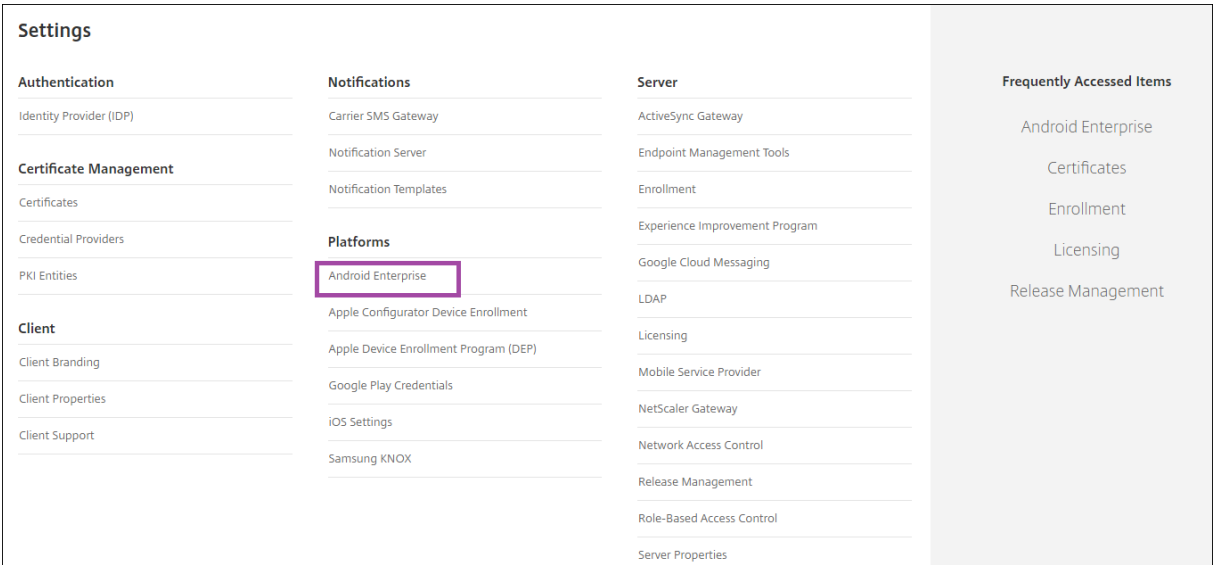 Settings
Authentication
Identity Provider (IDP)
Certificate Management
Certificates
Credential Providers
PKI Entities
Client
Client Branding
Client Properties
Client Support
Notifications
Carrier SMS Gateway
Notification Server
Notification Templates
Platforms
Android Enterprise
Apple Configurator Device Enrollment
Apple Device Enrollment Program (DEP)
Google Play Credentials
iOS Settings
Samsung KNOX
Server
ActiveSync Gateway
Endpoint Management Tools
Enrollment
Experience Improvement Program
Google Cloud Messaging
LDAP
Licensing
Mobile Service Provider
NetScaler Gateway
Network Access Control
Release Management
Role-Based Access Control
Server Properties
Frequently Accessed Items
Android Enterprise
Certificates
Enrollment
Licensing
Release Management